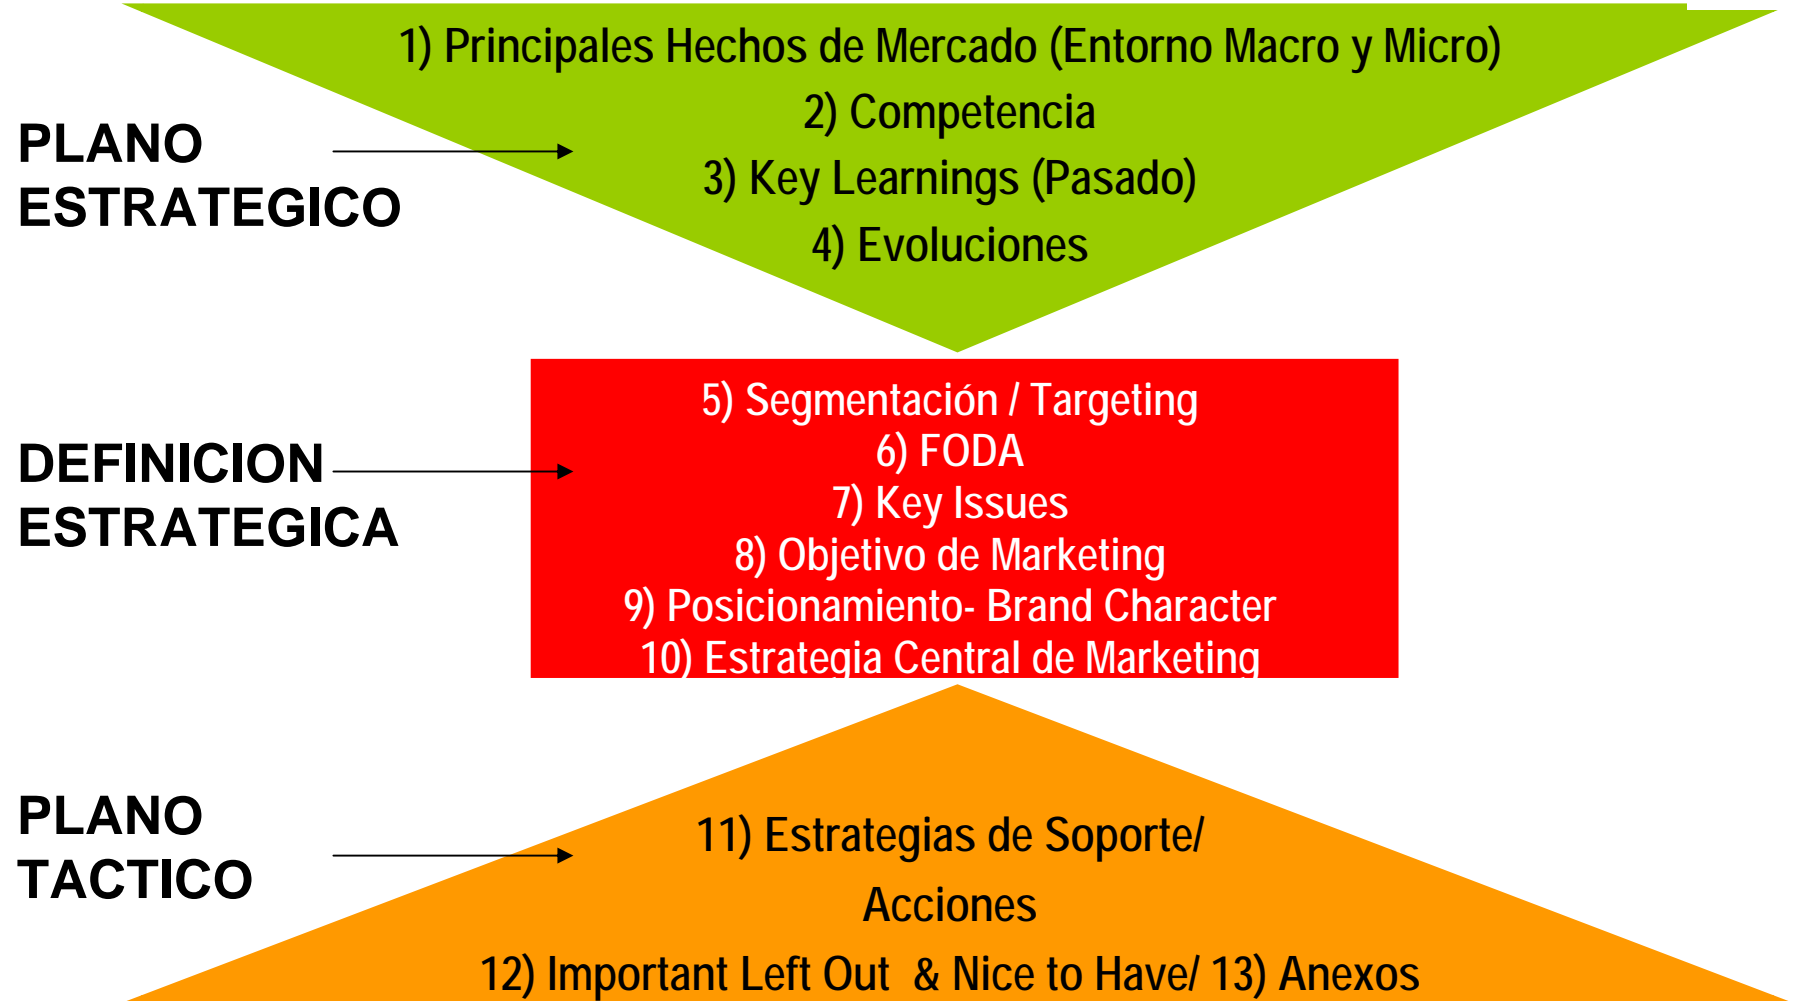 1) Principales Hechos de Mercado (Entorno Macro y Micro)
2) Competencia
3) Key Learnings (Pasado)
4) Evoluciones
PLANO
ESTRATEGICO
5) Segmentación / Targeting
6) FODA
7) Key Issues
8) Objetivo de Marketing
9) Posicionamiento- Brand Character
10) Estrategia Central de Marketing
DEFINICION
ESTRATEGICA
11) Estrategias de Soporte/
Acciones
12) Important Left Out & Nice to Have/ 13) Anexos
PLANO
TACTICO